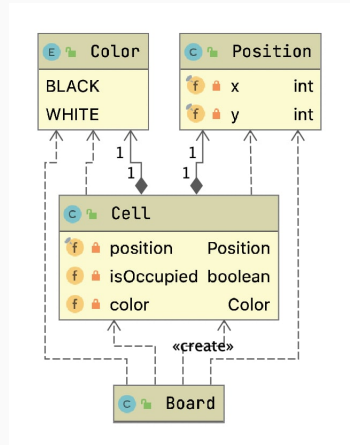 E Color
BLACK
WHITE
C Position
f x int
f y int
1
1
1
1
C Cell
f position Position
f isOccupied boolean
f color Color
«create»
C Board